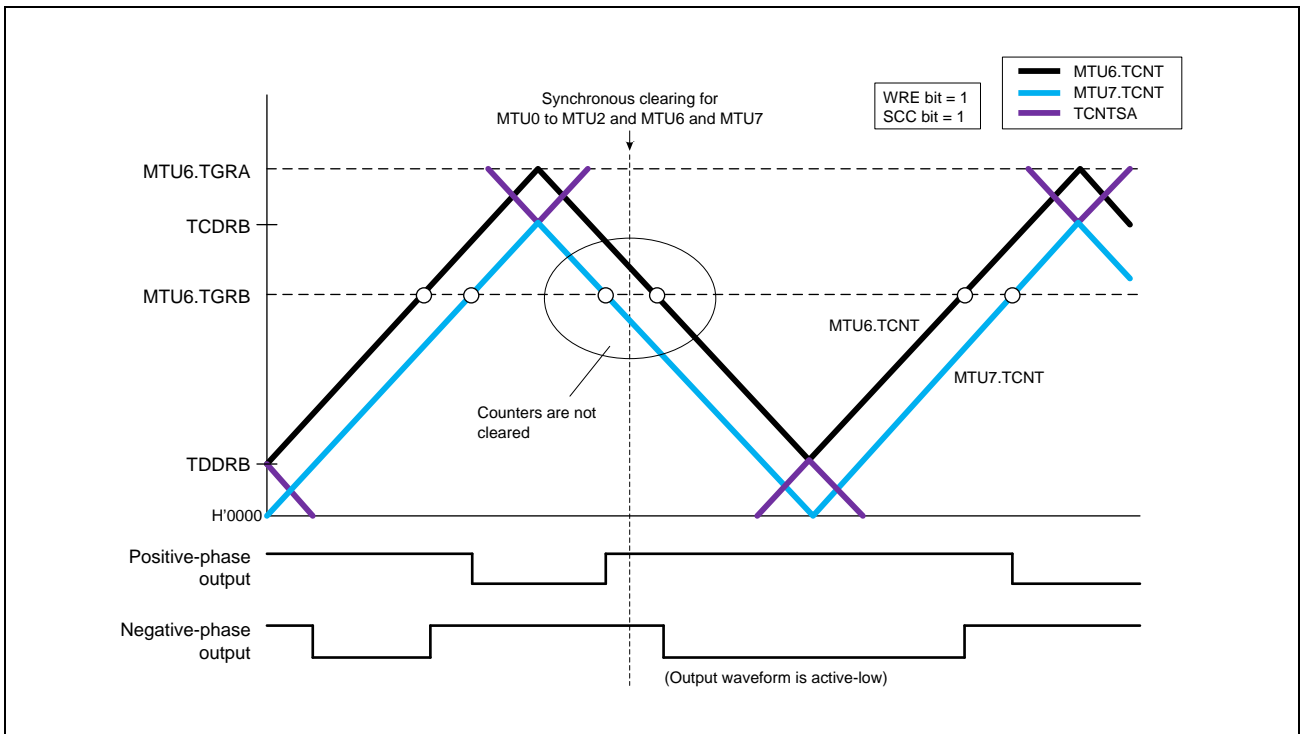 MTU6.TCNT
MTU7.TCNT
TCNTSA
WRE bit = 1
SCC bit = 1
Synchronous clearing for
MTU0 to MTU2 and MTU6 and MTU7
MTU6.TGRA
TCDRB
MTU6.TGRB
MTU6.TCNT
MTU7.TCNT
Counters are not
cleared
TDDRB
H'0000
Positive-phase
output
Negative-phase
output
(Output waveform is active-low)